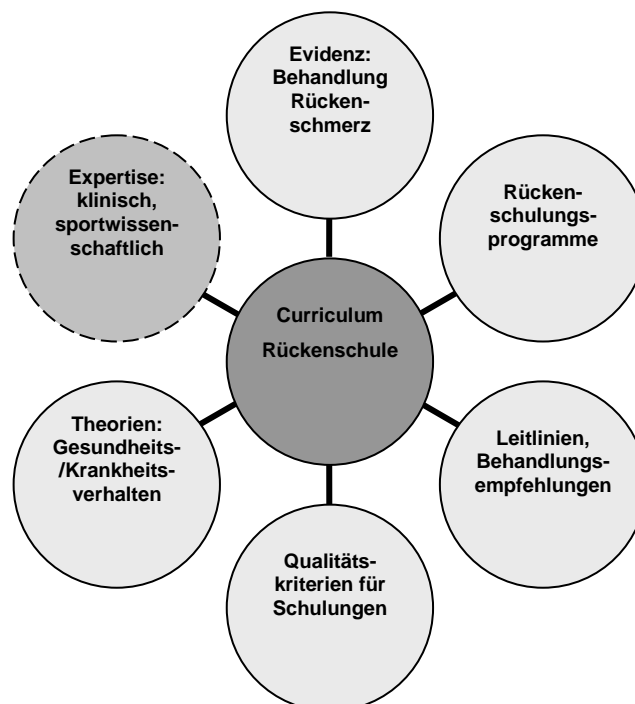 Evidenz:
Behandlung
Rücken-
schmerz
Expertise:
klinisch,
sportwissen-
schaftlich
Rücken-
schulungs-
programme
Curriculum
Rückenschule
Theorien:
Gesundheits-
/Krankheits-
verhalten
Leitlinien,
Behandlungs-
empfehlungen
Qualitäts-
kriterien für
Schulungen